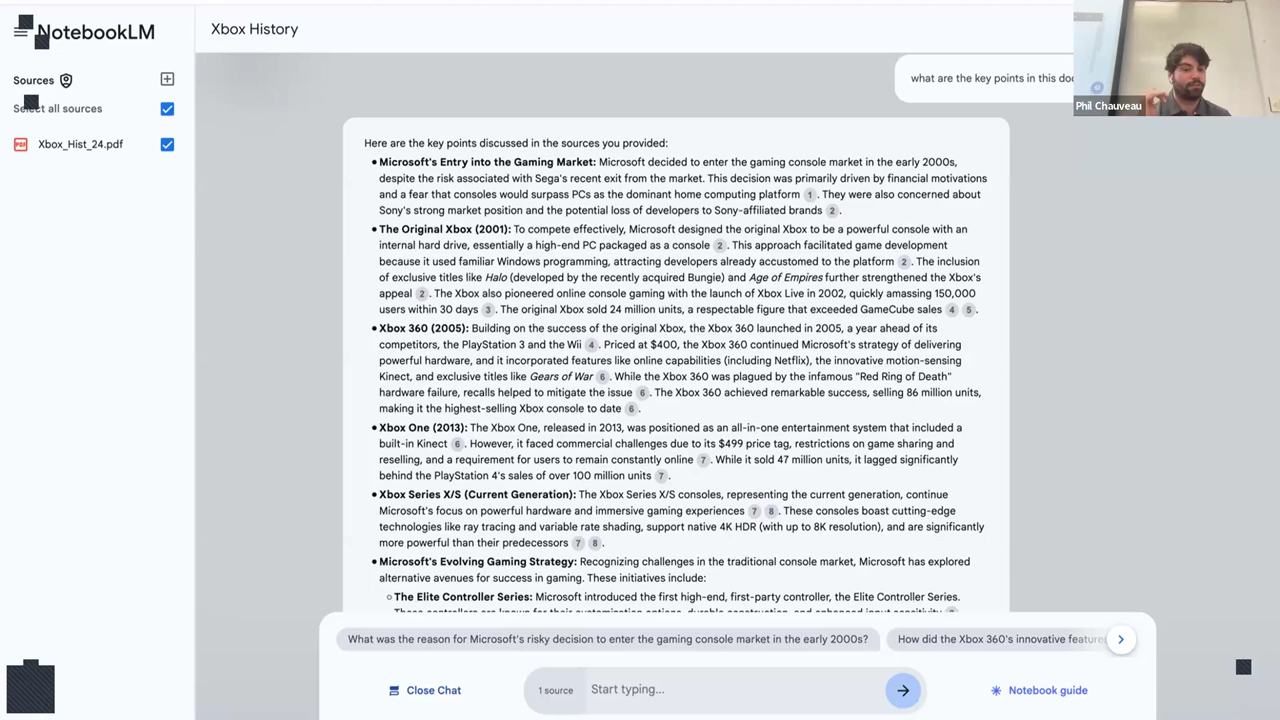 NotebookLM
Xbox History
Sources
Select all sources
Xbox_Hist_24.pdf
Phil Chauveau
what are the key points in this
Here are the key points discussed in the sources you provided:
• Microsoft's Entry into the Gaming Market: Microsoft decided to enter the gaming console market in the early 2000s,
despite the risk associated with Sega's recent exit from the market. This decision was primarily driven by financial motivations
and a fear that consoles would surpass PCs as the dominant home computing platform 1. They were also concerned about
Sony's strong market position and the potential loss of developers to Sony-affiliated brands 2.
• The Original Xbox (2001): To compete effectively, Microsoft designed the original Xbox to be a powerful console with an
internal hard drive, essentially a high-end PC packaged as a console 2. This approach facilitated game development
because it used familiar Windows programming, attracting developers already accustomed to the platform 2. The inclusion
of exclusive titles like Halo (developed by the recently acquired Bungie) and Age of Empires further strengthened the Xbox's
appeal 2. The Xbox also pioneered online console gaming with the launch of Xbox Live in 2002, quickly amassing 150,000
users within 30 days 3. The original Xbox sold 24 million units, a respectable figure that exceeded GameCube sales 4 5.
• Xbox 360 (2005): Building on the success of the original Xbox, the Xbox 360 launched in 2005, a year ahead of its
competitors, the PlayStation 3 and the Wii 4. Priced at $400, the Xbox 360 continued Microsoft's strategy of delivering
powerful hardware, and it incorporated features like online capabilities (including Netflix), the innovative motion-sensing
Kinect, and exclusive titles like Gears of War 6. While the Xbox 360 was plagued by the infamous "Red Ring of Death"
hardware failure, recalls helped to mitigate the issue 6. The Xbox 360 achieved remarkable success, selling 86 million units,
making it the highest-selling Xbox console to date 6.
• Xbox One (2013): The Xbox One, released in 2013, was positioned as an all-in-one entertainment system that included a
built-in Kinect 6. However, it faced commercial challenges due to its $499 price tag, restrictions on game sharing and
reselling, and a requirement for users to remain constantly online 7. While it sold 47 million units, it lagged significantly
behind the PlayStation 4's sales of over 100 million units 7.
• Xbox Series X/S (Current Generation): The Xbox Series X/S consoles, representing the current generation, continue
Microsoft's focus on powerful hardware and immersive gaming experiences 7 8. These consoles boast cutting-edge
technologies like ray tracing and variable rate shading, support native 4K HDR (with up to 8K resolution), and are significantly
more powerful than their predecessors 7 8.
• Microsoft's Evolving Gaming Strategy: Recognizing challenges in the traditional console market, Microsoft has explored
alternative avenues for success in gaming. These initiatives include:
○ The Elite Controller Series: Microsoft introduced the first high-end, first-party controller, the Elite Controller Series.
What was the reason for Microsoft's risky decision to enter the gaming console market in the early 2000s?
How did the Xbox 360's innovative feature
Close Chat
1 source
Start typing...
Notebook guide